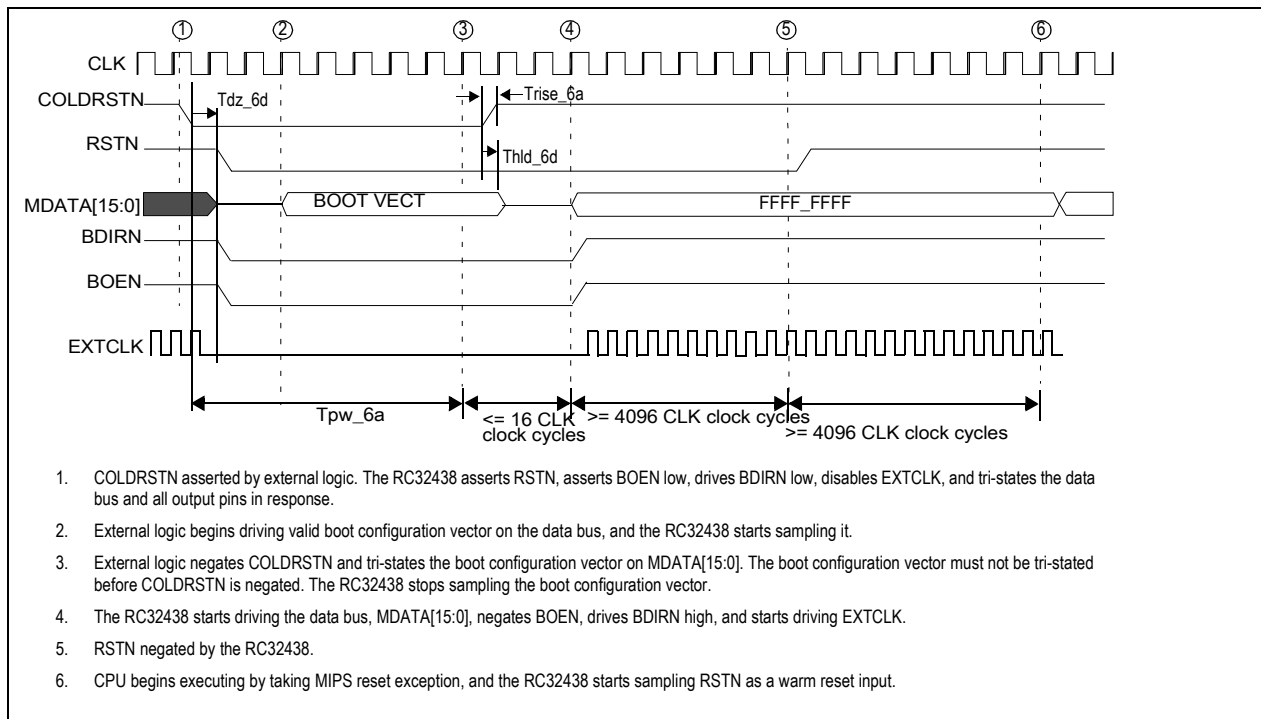 1 2 3 4 5 6
CLK
COLDRSTN
Tdz_6d
Trise_6a
RSTN
Thld_6d
MDATA[15:0]
BOOT VECT
FFFF_FFFF
BDIRN
BOEN
EXTCLK
Tpw_6a
<= 16 CLK
clock cycles
>= 4096 CLK clock cycles
>= 4096 CLK clock cycles
1. COLDRSTN asserted by external logic. The RC32438 asserts RSTN, asserts BOEN low, drives BDIRN low, disables EXTCLK, and tri-states the data
bus and all output pins in response.
2. External logic begins driving valid boot configuration vector on the data bus, and the RC32438 starts sampling it.
3. External logic negates COLDRSTN and tri-states the boot configuration vector on MDATA[15:0]. The boot configuration vector must not be tri-stated
before COLDRSTN is negated. The RC32438 stops sampling the boot configuration vector.
4. The RC32438 starts driving the data bus, MDATA[15:0], negates BOEN, drives BDIRN high, and starts driving EXTCLK.
5. RSTN negated by the RC32438.
6. CPU begins executing by taking MIPS reset exception, and the RC32438 starts sampling RSTN as a warm reset input.